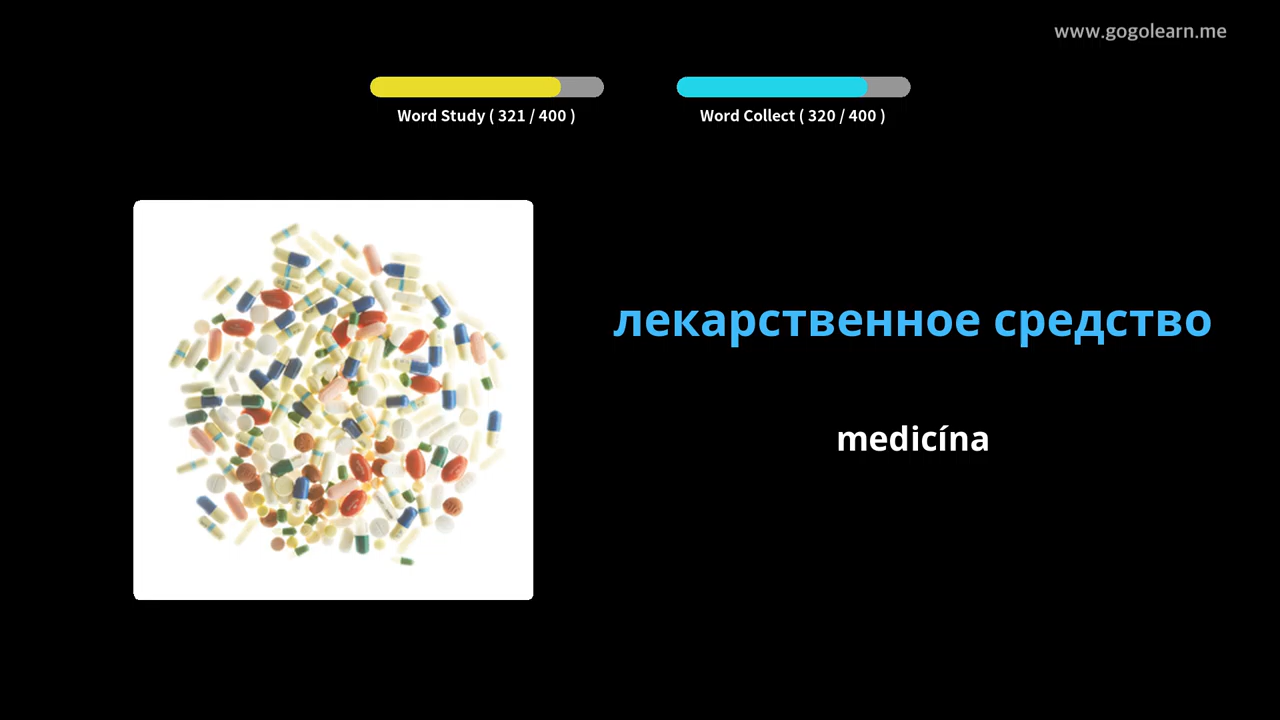 www.gogolearn.me
Word Study ( 321 / 400 )
Word Collect ( 320 / 400 )
лекарственное средство
medicína